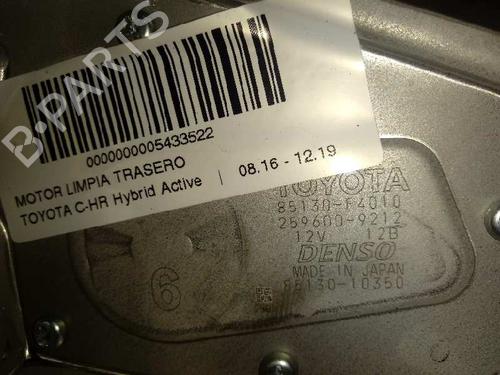 B-PARTS
0000000005433522
MOTOR LIMPIA TRASERO
TOYOTA C-HR Hybrid Active | 08.16 - 12.19
TOYOTA
85130-F4010
259600-9212
12V 12B
DENSO
MADE IN JAPAN
85130-10350
6